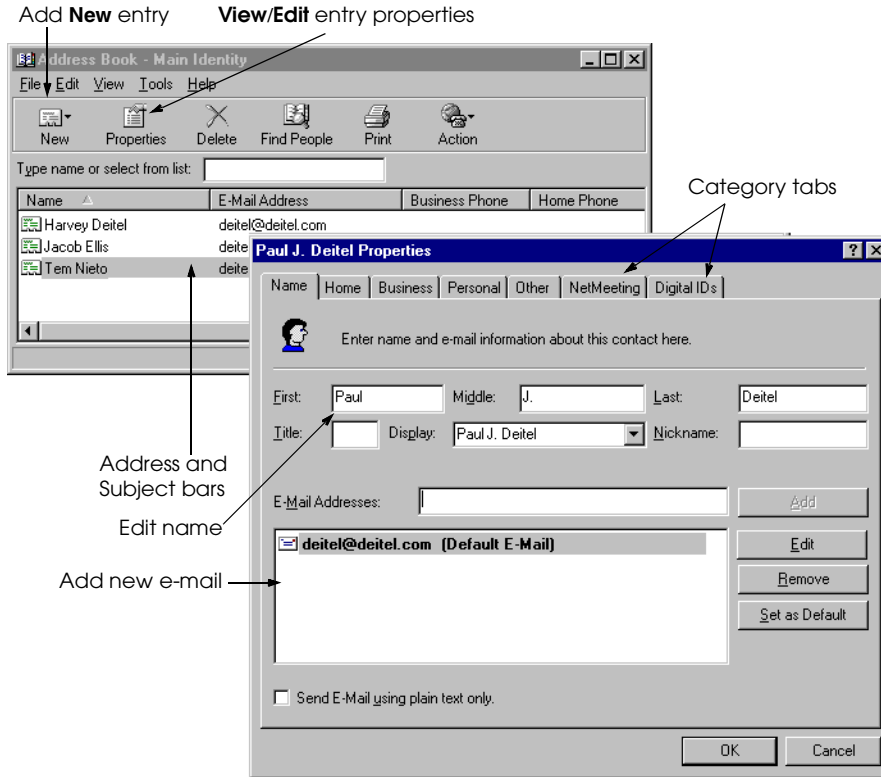 Add New entry
View/Edit entry properties
Address Book - Main Identity
File Edit View Tools Help
New Properties Delete Find People Print Action
Type name or select from list:
Name E-Mail Address Business Phone Home Phone
Harvey Deitel deitel@deitel.com
Jacob Ellis deite
Tem Nieto deite
Category tabs
Paul J. Deitel Properties
Name Home Business Personal Other NetMeeting Digital IDs
Enter name and e-mail information about this contact here.
First: Paul Middle: J. Last: Deitel
Title: Display: Paul J. Deitel Nickname:
Address and
Subject bars
E-Mail Addresses: Add
Edit name
deitel@deitel.com (Default E-Mail) Edit
Add new e-mail
Remove
Set as Default
Send E-Mail using plain text only.
OK Cancel